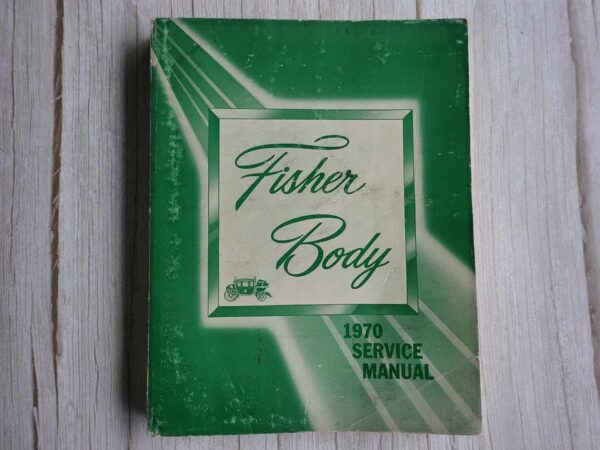 Fisher
Body
1970
SERVICE
MANUAL